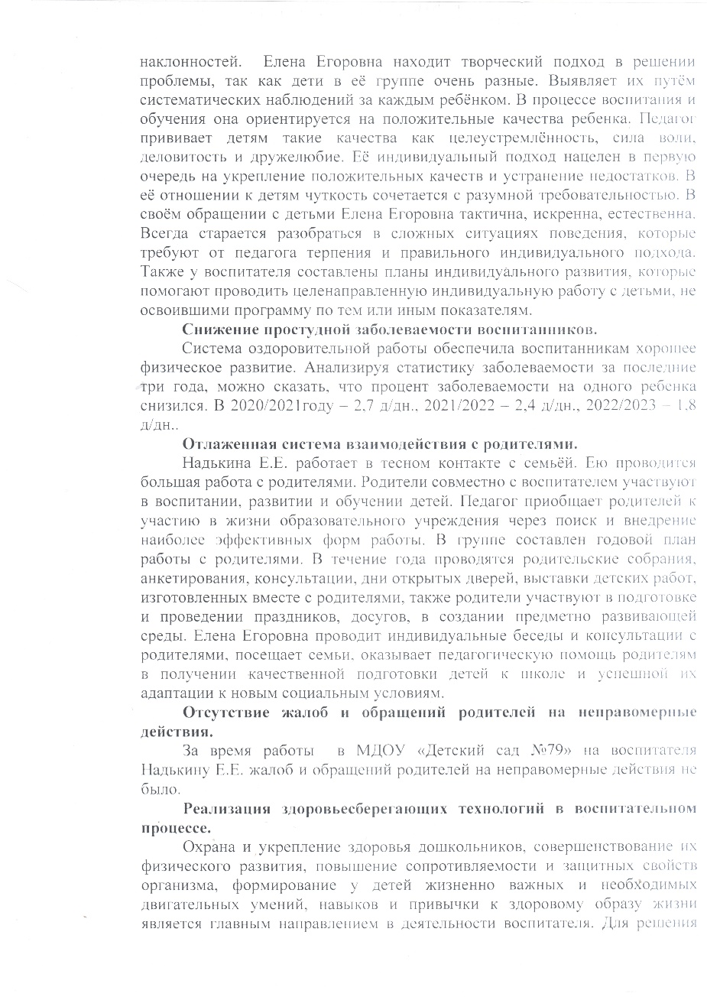 наклонностей. Елена Егоровна находит творческий подход в решении
проблемы, так как дети в её группе очень разные. Выявляет их путём
систематических наблюдений за каждым ребёнком. В процессе воспитания и
обучения она ориентируется на положительные качества ребенка. Педагог
прививает детям такие качества как целеустремлённость, сила воли,
деловитость и дружелюбие. Её индивидуальный подход нацелен в первую
очередь на укрепление положительных качеств и устранение недостатков. В
её отношении к детям чуткость сочетается с разумной требовательностью. В
своём обращении с детьми Елена Егоровна тактична, искренна, естественна.
Всегда старается разобраться в сложных ситуациях поведения, которые
требуют от педагога терпения и правильного индивидуального подхода.
Также у воспитателя составлены планы индивидуального развития, которые
помогают проводить целенаправленную индивидуальную работу с детьми, не
освоившими программу по тем или иным показателям.
Снижение простудной заболеваемости воспитанников.
Система оздоровительной работы обеспечила воспитанникам хорошее
физическое развитие. Анализируя статистику заболеваемости за последние
три года, можно сказать, что процент заболеваемости на одного ребенка
снизился. В 2020/2021году – 2,7 д/дн., 2021/2022 – 2,4 д/дн., 2022/2023 – 1,8
д/дн..
Отлаженная система взаимодействия с родителями.
Надькина Е.Е. работает в тесном контакте с семьёй. Ею проводится
большая работа с родителями. Родители совместно с воспитателем участвуют
в воспитании, развитии и обучении детей. Педагог приобщает родителей к
участию в жизни образовательного учреждения через поиск и внедрение
наиболее эффективных форм работы. В группе составлен годовой план
работы с родителями. В течение года проводятся родительские собрания,
анкетирования, консультации, дни открытых дверей, выставки детских работ,
изготовленных вместе с родителями, также родители участвуют в подготовке
и проведении праздников, досугов, в создании предметно развивающей
среды. Елена Егоровна проводит индивидуальные беседы и консультации с
родителями, посещает семьи, оказывает педагогическую помощь родителям
в получении качественной подготовки детей к школе и успешной их
адаптации к новым социальным условиям.
Отсутствие жалоб и обращений родителей на неправомерные
действия.
За время работы в МДОУ «Детский сад №79» на воспитателя
Надькину Е.Е. жалоб и обращений родителей на неправомерные действия не
было.
Реализация здоровьесберегающих технологий в воспитательном
процессе.
Охрана и укрепление здоровья дошкольников, совершенствование их
физического развития, повышение сопротивляемости и защитных свойств
организма, формирование у детей жизненно важных и необходимых
двигательных умений, навыков и привычки к здоровому образу жизни
является главным направлением в деятельности воспитателя. Для решения